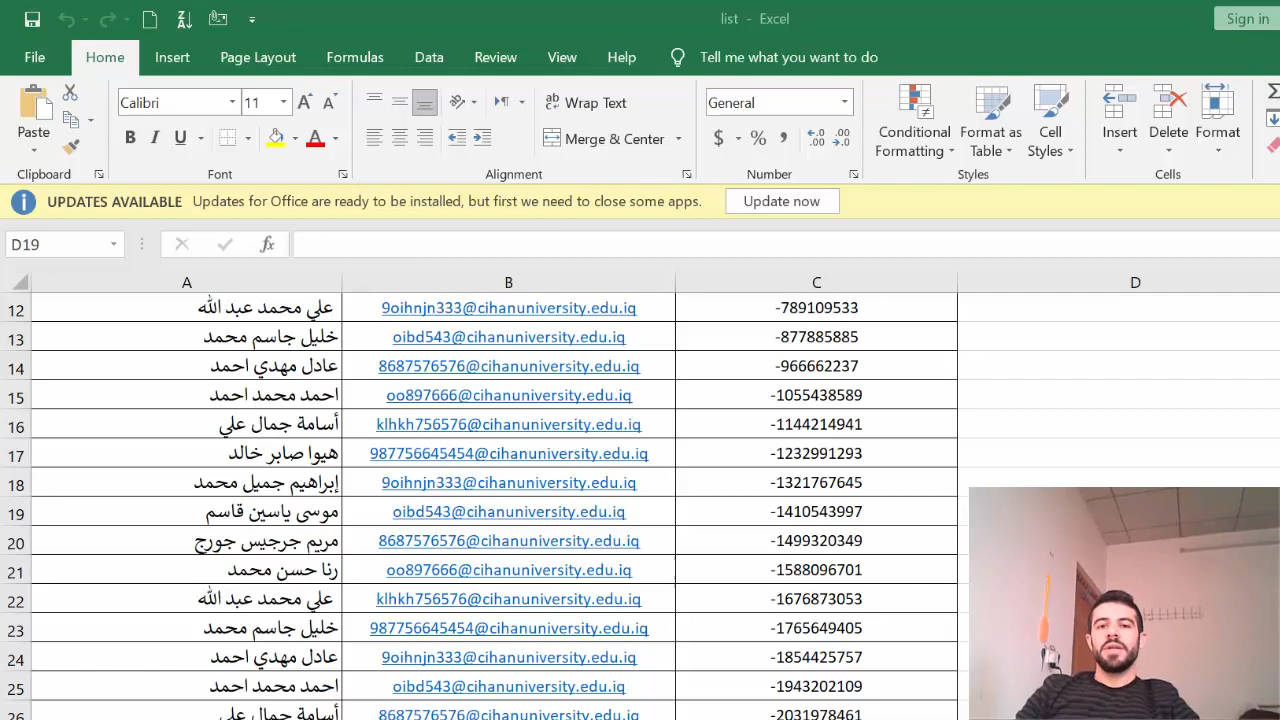 list - Excel
Sign in
File Home Insert Page Layout Formulas Data Review View Help Tell me what you want to do
Paste
Calibri 11
B I U A
Wrap Text
Merge & Center
General
$ % ,
Conditional Formatting
Format as Table
Cell Styles
Insert Delete Format
Clipboard Font Alignment Number Styles Cells
UPDATES AVAILABLE Updates for Office are ready to be installed, but first we need to close some apps. Update now
D19 fx
A B C D
12 علي محمد عبد الله 9oihnjn333@cihanuniversity.edu.iq -789109533
13 خليل جاسم محمد oibd543@cihanuniversity.edu.iq -877885885
14 عادل مهدي احمد 8687576576@cihanuniversity.edu.iq -966662237
15 احمد محمد احمد oo897666@cihanuniversity.edu.iq -1055438589
16 أسامة جمال علي klhkh756576@cihanuniversity.edu.iq -1144214941
17 هيوا صابر خالد 987756645454@cihanuniversity.edu.iq -1232991293
18 إبراهيم جميل محمد 9oihnjn333@cihanuniversity.edu.iq -1321767645
19 موسى ياسين قاسم oibd543@cihanuniversity.edu.iq -1410543997
20 مريم جرجيس جورج 8687576576@cihanuniversity.edu.iq -1499320349
21 رنا حسن محمد oo897666@cihanuniversity.edu.iq -1588096701
22 علي محمد عبد الله klhkh756576@cihanuniversity.edu.iq -1676873053
23 خليل جاسم محمد 987756645454@cihanuniversity.edu.iq -1765649405
24 عادل مهدي احمد 9oihnjn333@cihanuniversity.edu.iq -1854425757
25 احمد محمد احمد oibd543@cihanuniversity.edu.iq -1943202109
26 أسامة جمال علي 8687576576@cihanuniversity.edu.iq -2031978461